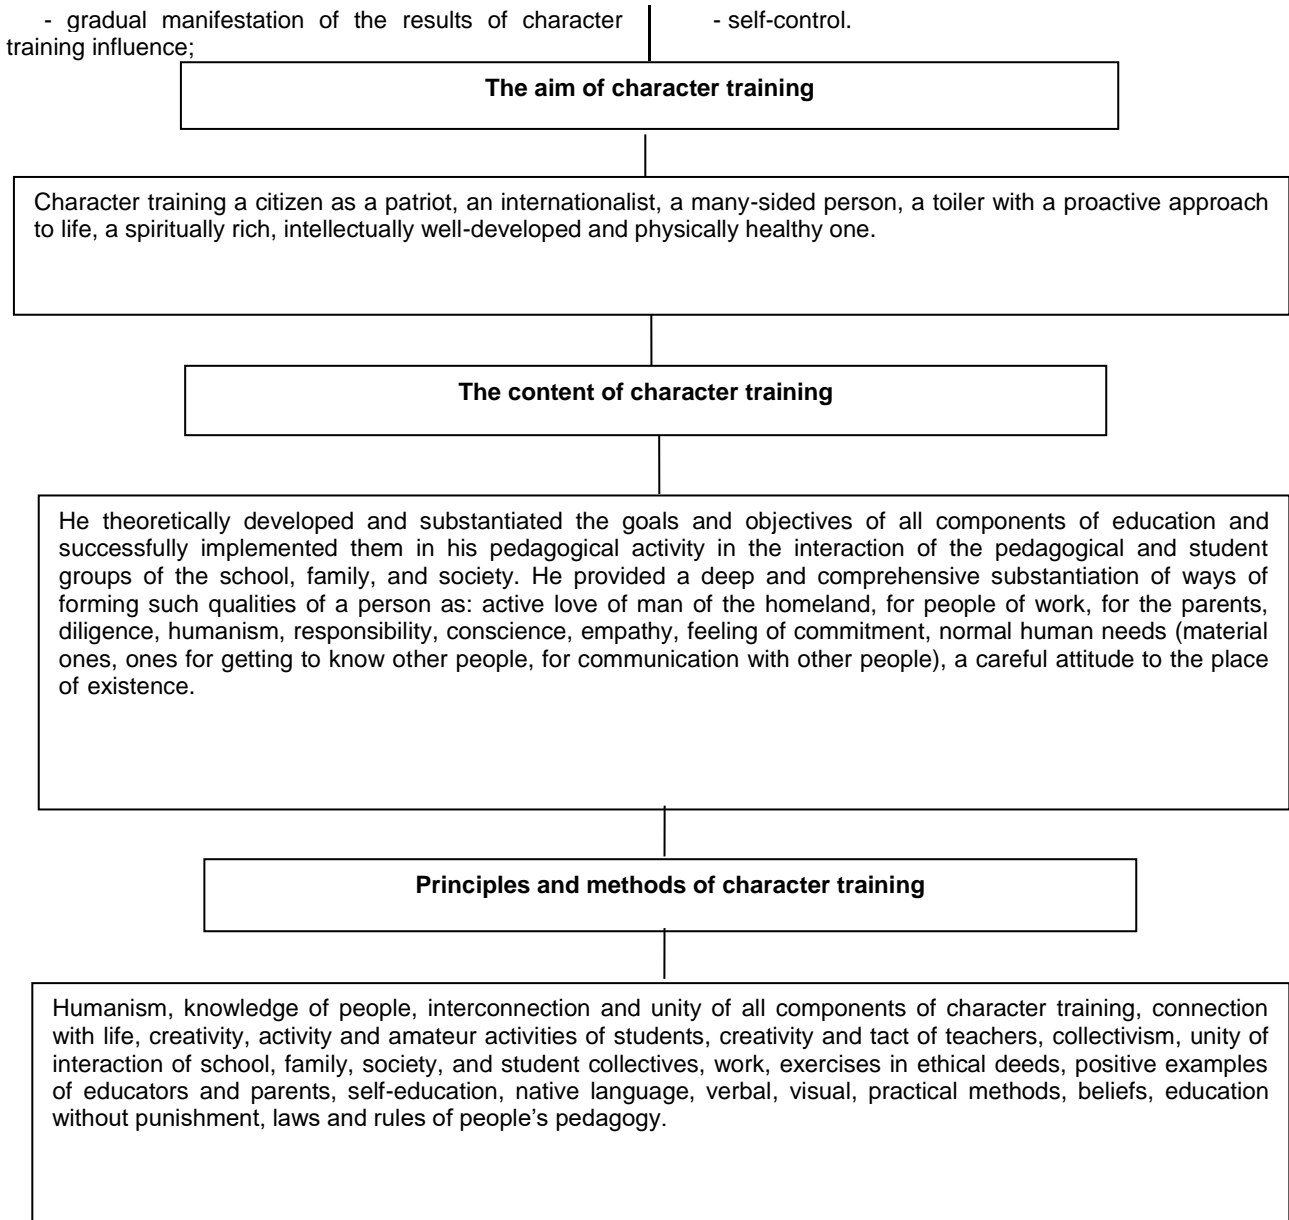 - gradual manifestation of the results of character
training influence;
- self-control.
The aim of character training
Character training a citizen as a patriot, an internationalist, a many-sided person, a toiler with a proactive approach
to life, a spiritually rich, intellectually well-developed and physically healthy one.
The content of character training
He theoretically developed and substantiated the goals and objectives of all components of education and
successfully implemented them in his pedagogical activity in the interaction of the pedagogical and student
groups of the school, family, and society. He provided a deep and comprehensive substantiation of ways of
forming such qualities of a person as: active love of man of the homeland, for people of work, for the parents,
diligence, humanism, responsibility, conscience, empathy, feeling of commitment, normal human needs (material
ones, ones for getting to know other people, for communication with other people), a careful attitude to the place
of existence.
Principles and methods of character training
Humanism, knowledge of people, interconnection and unity of all components of character training, connection
with life, creativity, activity and amateur activities of students, creativity and tact of teachers, collectivism, unity of
interaction of school, family, society, and student collectives, work, exercises in ethical deeds, positive examples
of educators and parents, self-education, native language, verbal, visual, practical methods, beliefs, education
without punishment, laws and rules of people’s pedagogy.